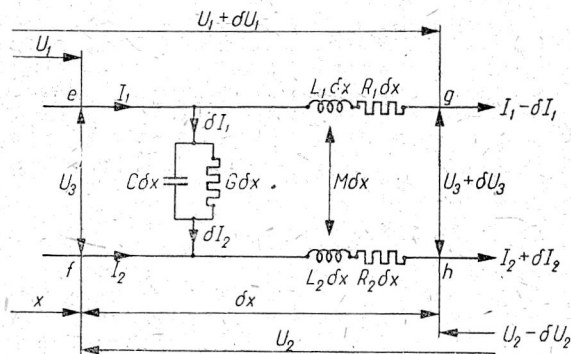 U₁ + δU₁
U₁
L₁δx R₁δx
e I₁ g
I₁ − δI₁
δI₁
Cδx Gδx
U₃ Mδx U₃ + δU₃
δI₂
f I₂ h
I₂ + δI₂
L₂δx R₂δx
x δx
U₂ − δU₂
U₂